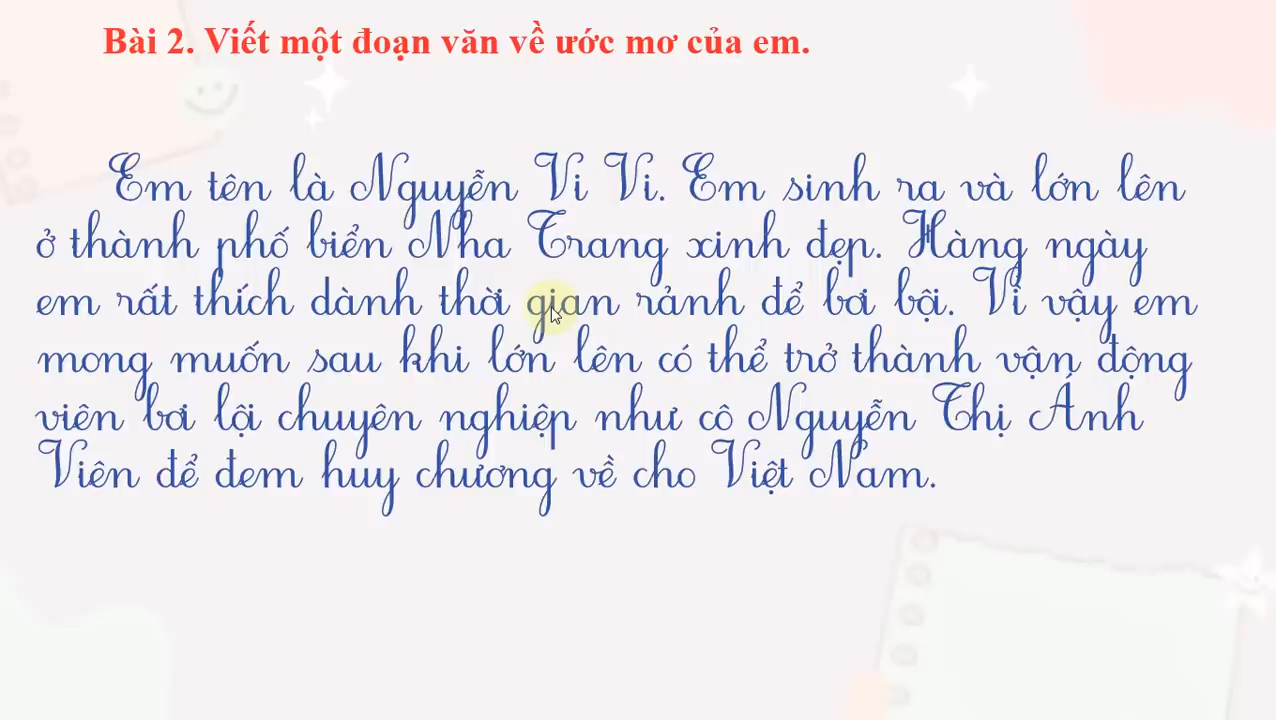 Bài 2. Viết một đoạn văn về ước mơ của em.
Em tên là Nguyễn Vi Vi. Em sinh ra và lớn lên
ở thành phố biển Nha Trang xinh đẹp. Hàng ngày
em rất thích dành thời gian rảnh để bơi bội. Vì vậy em
mong muốn sau khi lớn lên có thể trở thành vận động
viên bơi lội chuyên nghiệp như cô Nguyễn Thị Ánh
Viên để đem huy chương về cho Việt Nam.